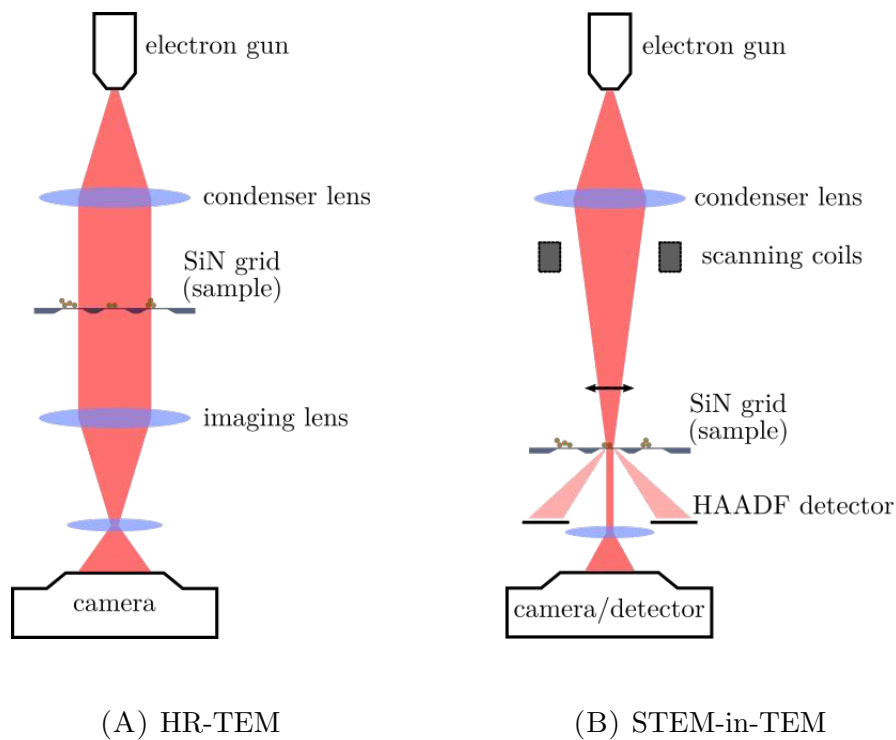 electron gun
condenser lens
SiN grid
(sample)
imaging lens
camera
(A) HR-TEM
electron gun
condenser lens
scanning coils
SiN grid
(sample)
HAADF detector
camera/detector
(B) STEM-in-TEM